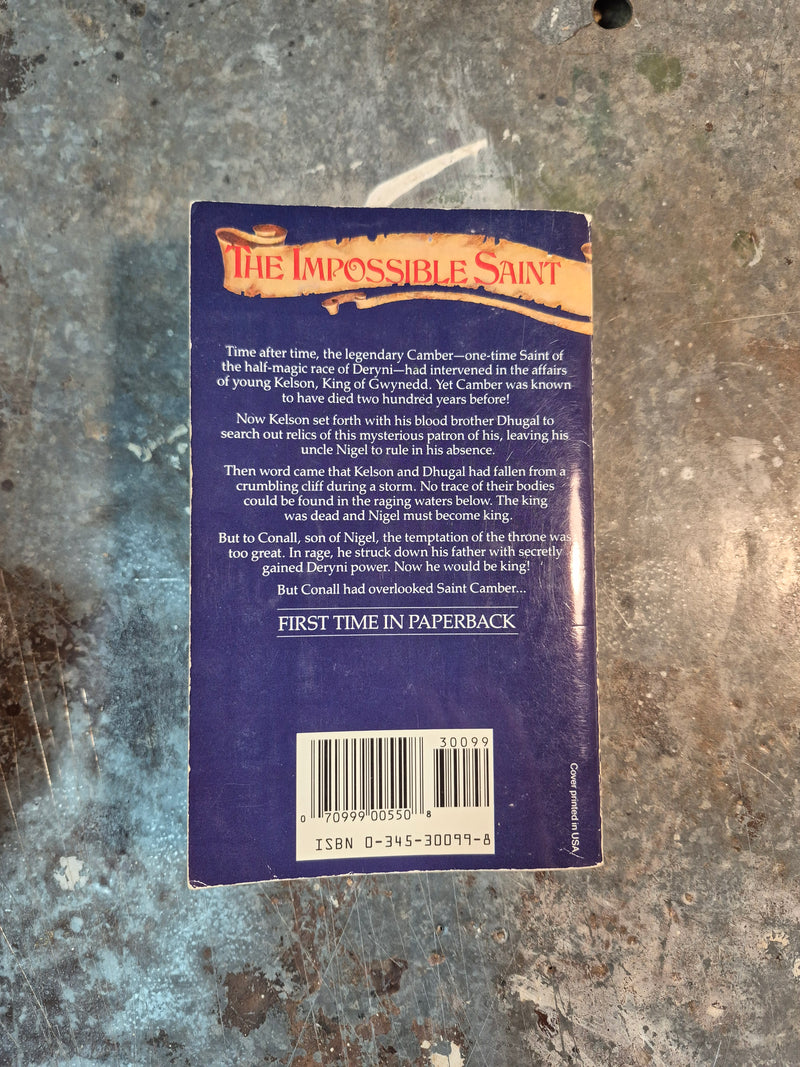 THE IMPOSSIBLE SAINT
Time after time, the legendary Camber—one-time Saint of
the half-magic race of Deryni—had intervened in the affairs
of young Kelson, King of Gwynedd. Yet Camber was known
to have died two hundred years before!
Now Kelson set forth with his blood brother Dhugal to
search out relics of this mysterious patron of his, leaving his
uncle Nigel to rule in his absence.
Then word came that Kelson and Dhugal had fallen from a
crumbling cliff during a storm. No trace of their bodies
could be found in the raging waters below. The king
was dead and Nigel must become king.
But to Conall, son of Nigel, the temptation of the throne was
too great. In rage, he struck down his father with secretly
gained Deryni power. Now he would be king!
But Conall had overlooked Saint Camber...
FIRST TIME IN PAPERBACK
30099
0 70999 00550 8
ISBN 0-345-30099-8
Cover printed in USA